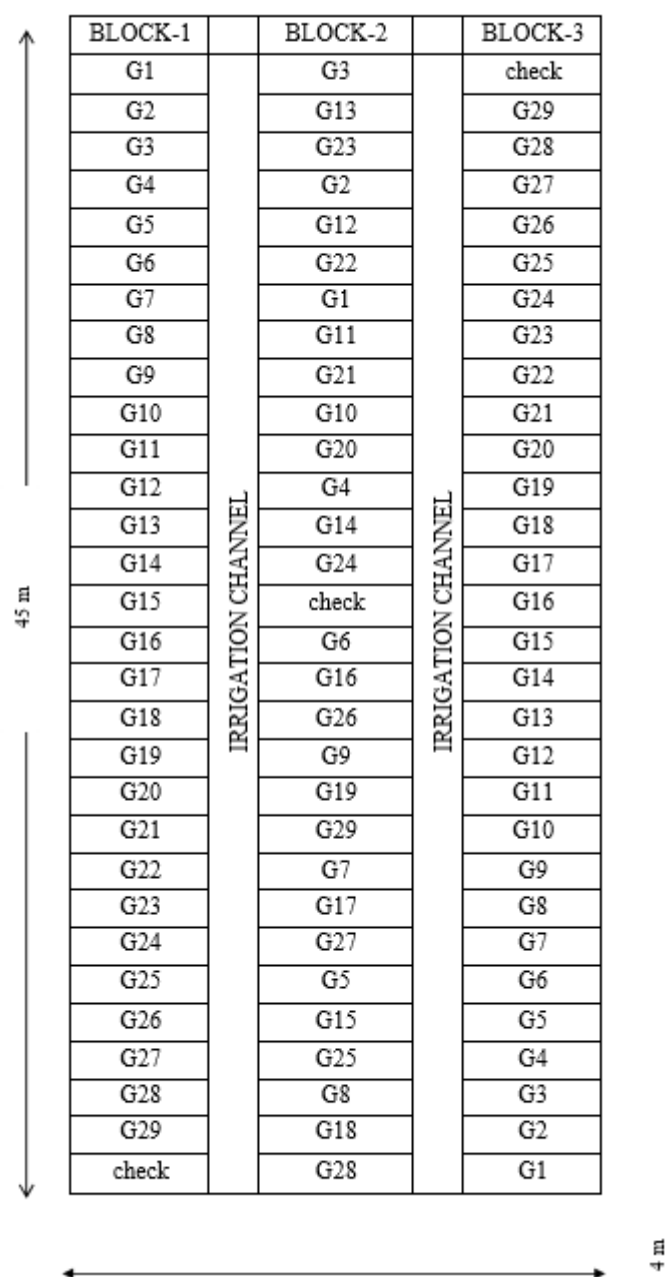 BLOCK-1 BLOCK-2 BLOCK-3
G1 G3 check
G2 G13 G29
G3 G23 G28
G4 G2 G27
G5 G12 G26
G6 G22 G25
G7 G1 G24
G8 G11 G23
G9 G21 G22
G10 G10 G21
G11 G20 G20
G12 G4 G19
G13 G14 G18
G14 G24 G17
G15 check G16
G16 G6 G15
G17 G16 G14
G18 G26 G13
G19 G9 G12
G20 G19 G11
G21 G29 G10
G22 G7 G9
G23 G17 G8
G24 G27 G7
G25 G5 G6
G26 G15 G5
G27 G25 G4
G28 G8 G3
G29 G18 G2
check G28 G1
IRRIGATION CHANNEL
IRRIGATION CHANNEL
45 m
4 m